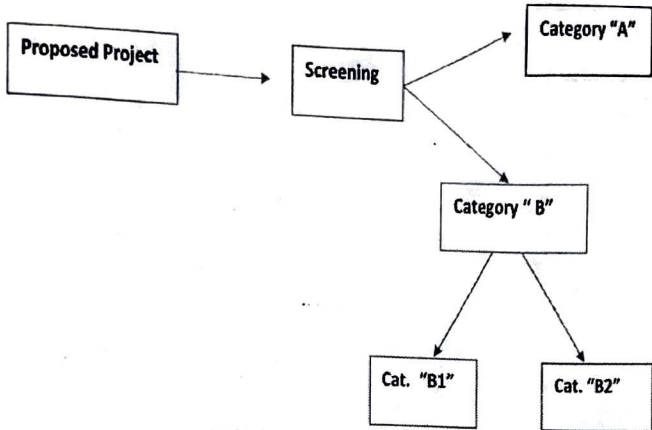 Proposed Project
Screening
Category "A"
Category " B"
Cat. "B1"
Cat. "B2"